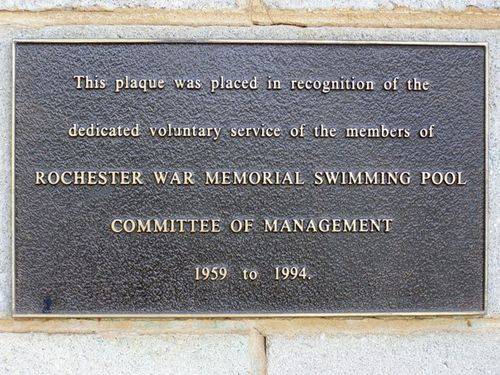 This plaque was placed in recognition of the
dedicated voluntary service of the members of
ROCHESTER WAR MEMORIAL SWIMMING POOL
COMMITTEE OF MANAGEMENT
1959 to 1994.